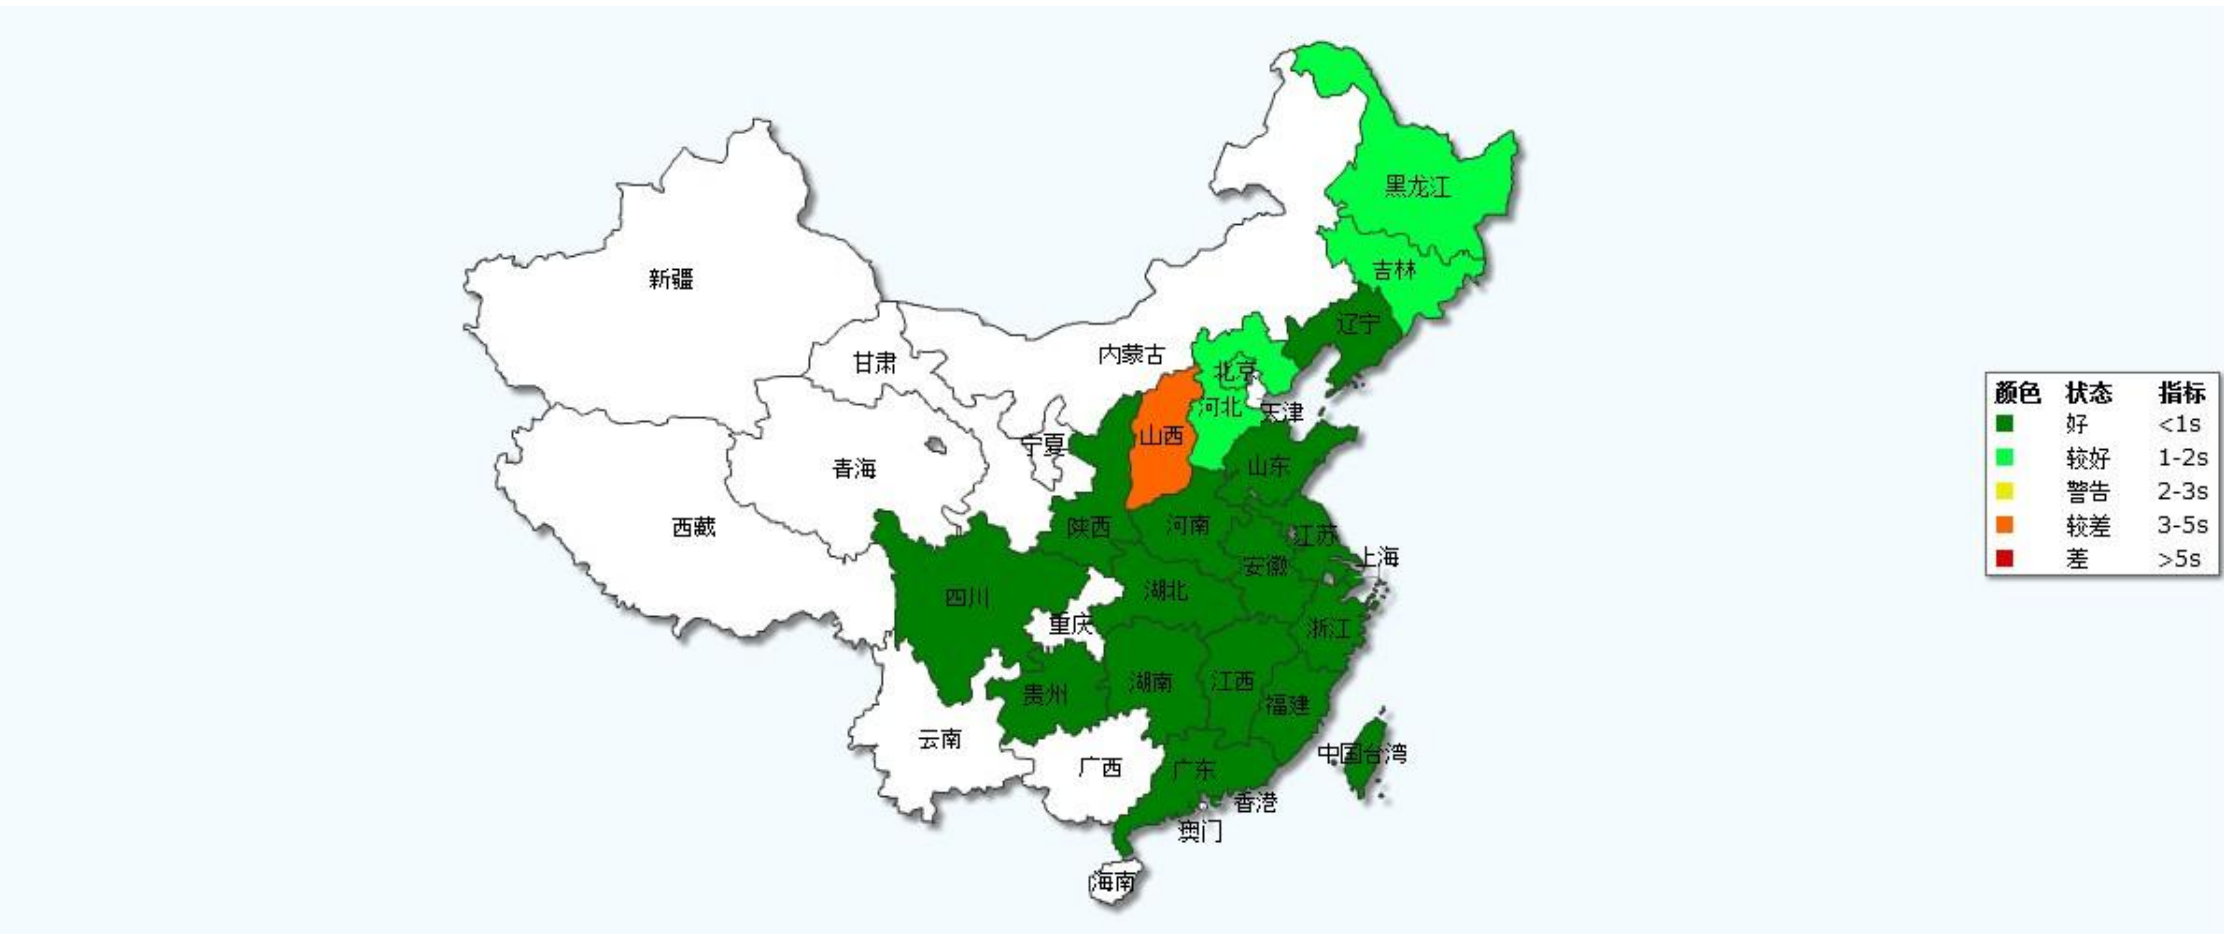 黑龙江
吉林
新疆
辽宁
内蒙古
甘肃
北京
河北
天津
山西
宁夏
青海
山东
西藏
陕西
河南
江苏
上海
安徽
四川
湖北
重庆
浙江
贵州
湖南
江西
福建
云南
中国台湾
广西
广东
香港
澳门
海南
颜色 状态 指标
好 <1s
较好 1-2s
警告 2-3s
较差 3-5s
差 >5s